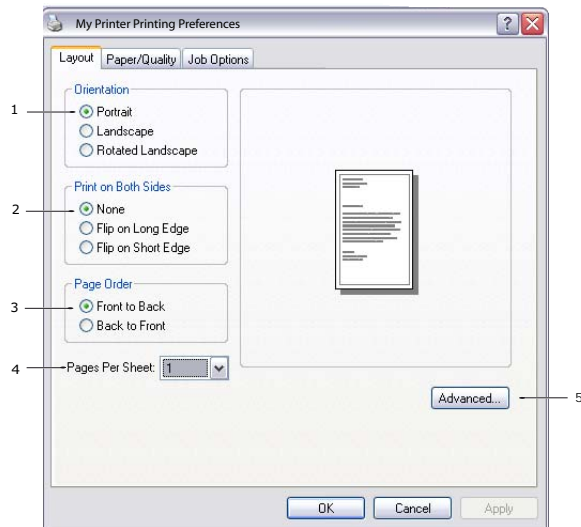 My Printer Printing Preferences
Layout
Paper/Quality
Job Options
Orientation
1
Portrait
Landscape
Rotated Landscape
Print on Both Sides
2
None
Flip on Long Edge
Flip on Short Edge
Page Order
3
Front to Back
Back to Front
4
Pages Per Sheet: 1
Advanced...
5
OK
Cancel
Apply